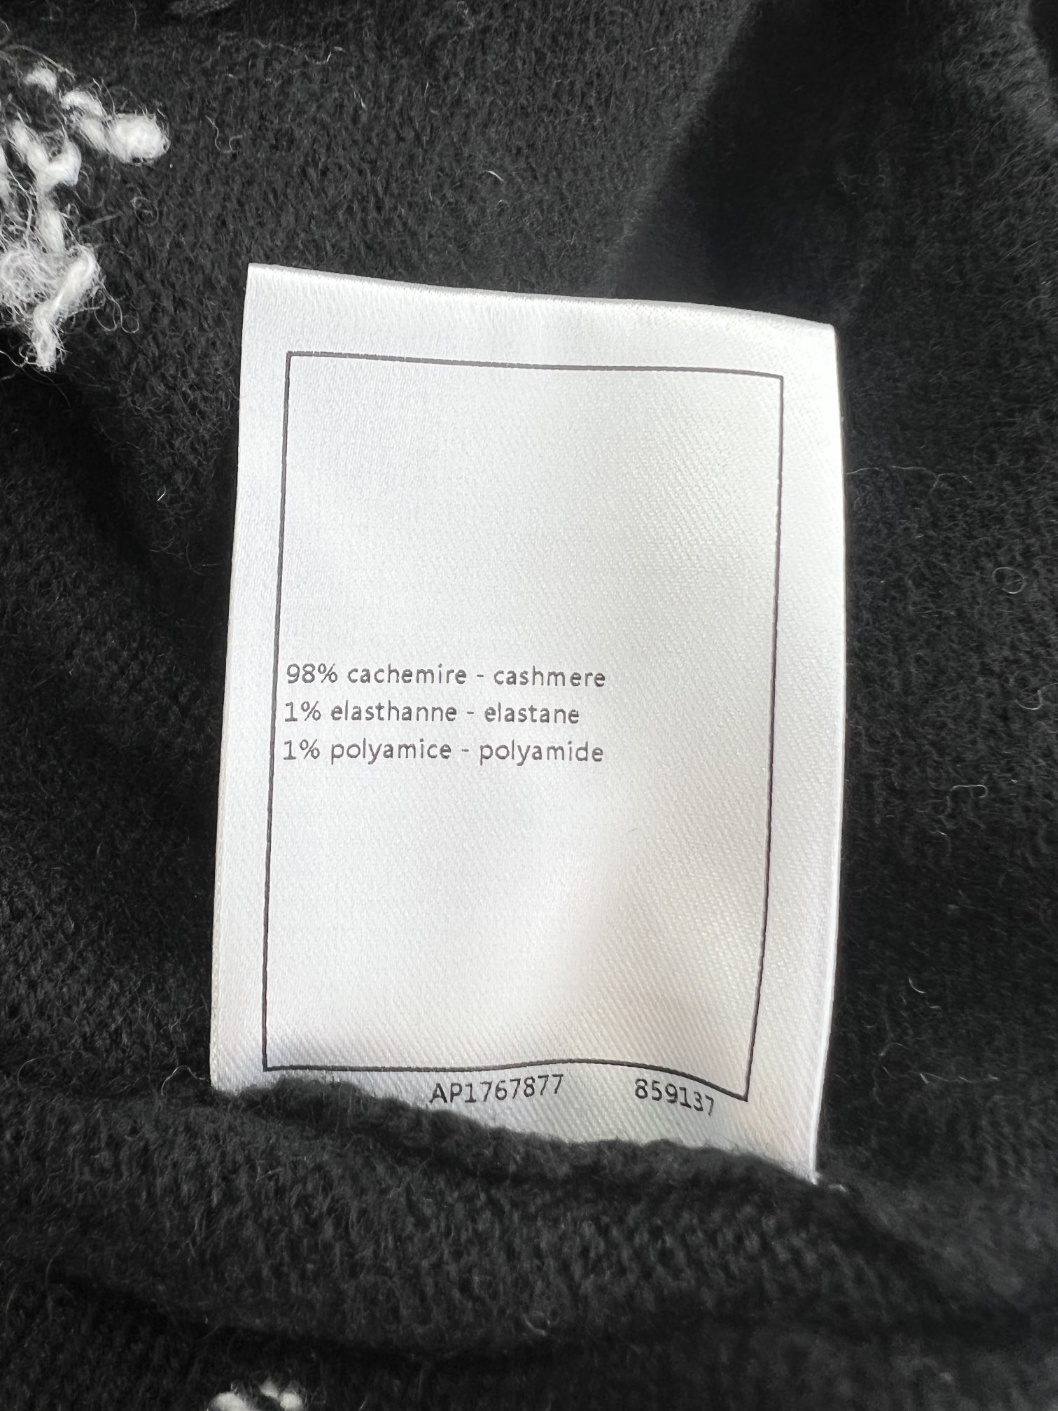 98% cachemire - cashmere
1% elasthanne - elastane
1% polyamice - polyamide
AP1767877 859137